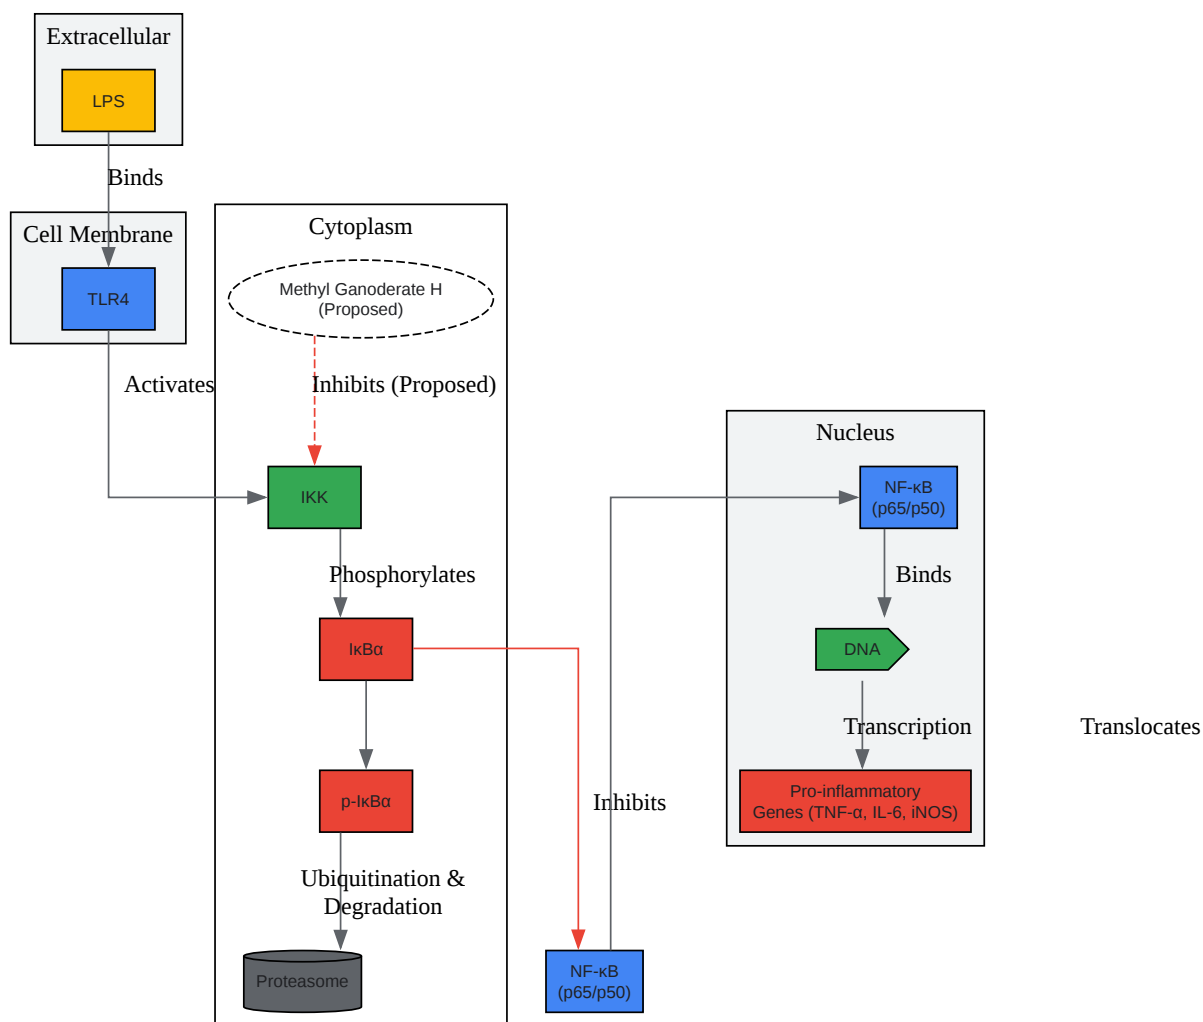 Extracellular
LPS
Binds
Cell Membrane
TLR4
Activates
Cytoplasm
Methyl Ganoderate H
(Proposed)
Inhibits (Proposed)
IKK
Phosphorylates
IκBα
p-IκBα
Ubiquitination &
Degradation
Proteasome
Inhibits
NF-κB
(p65/p50)
Nucleus
NF-κB
(p65/p50)
Binds
DNA
Transcription
Pro-inflammatory
Genes (TNF-α, IL-6, iNOS)
Translocates